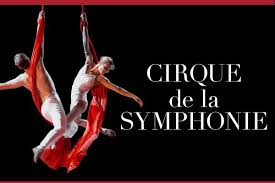 CIRQUE
de la
SYMPHONIE